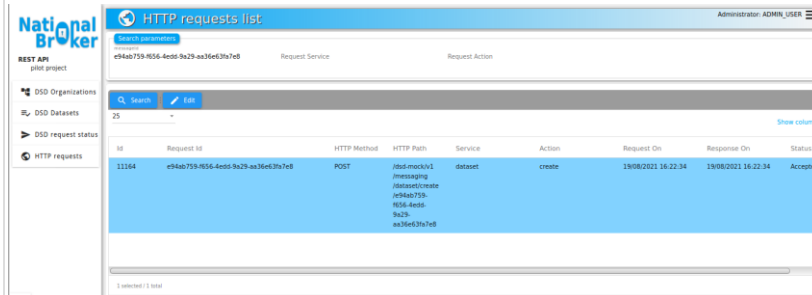 National
Broker
REST API
pilot project
DSD Organizations
DSD Datasets
DSD request status
HTTP requests
HTTP requests list
Administrator: ADMIN_USER
Search parameters
messageId
e94ab759-f656-4edd-9a29-aa36e63fa7e8 Request Service Request Action
Search Edit
25
Show colum
Id Request Id HTTP Method HTTP Path Service Action Request On Response On Status
11164 e94ab759-f656-4edd-9a29-aa36e63fa7e8 POST /dsd-mock/v1 dataset create 19/08/2021 16:22:34 19/08/2021 16:22:34 Accept
/messaging
/dataset/create
/e94ab759-
f656-4edd-
9a29-
aa36e63fa7e8
1 selected / 1 total